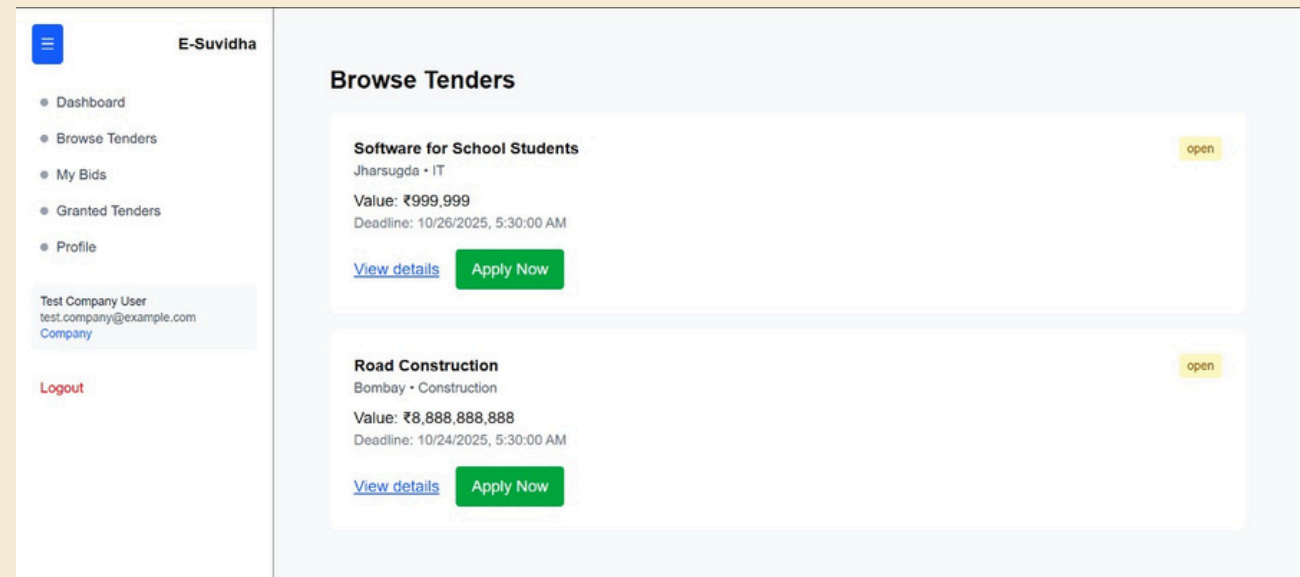 ☰ E-Suvidha
Dashboard
Browse Tenders
My Bids
Granted Tenders
Profile
Test Company User
test.company@example.com
Company
Logout
Browse Tenders
Software for School Students open
Jharsugda • IT
Value: ₹999,999
Deadline: 10/26/2025, 5:30:00 AM
View details Apply Now
Road Construction open
Bombay • Construction
Value: ₹8,888,888,888
Deadline: 10/24/2025, 5:30:00 AM
View details Apply Now